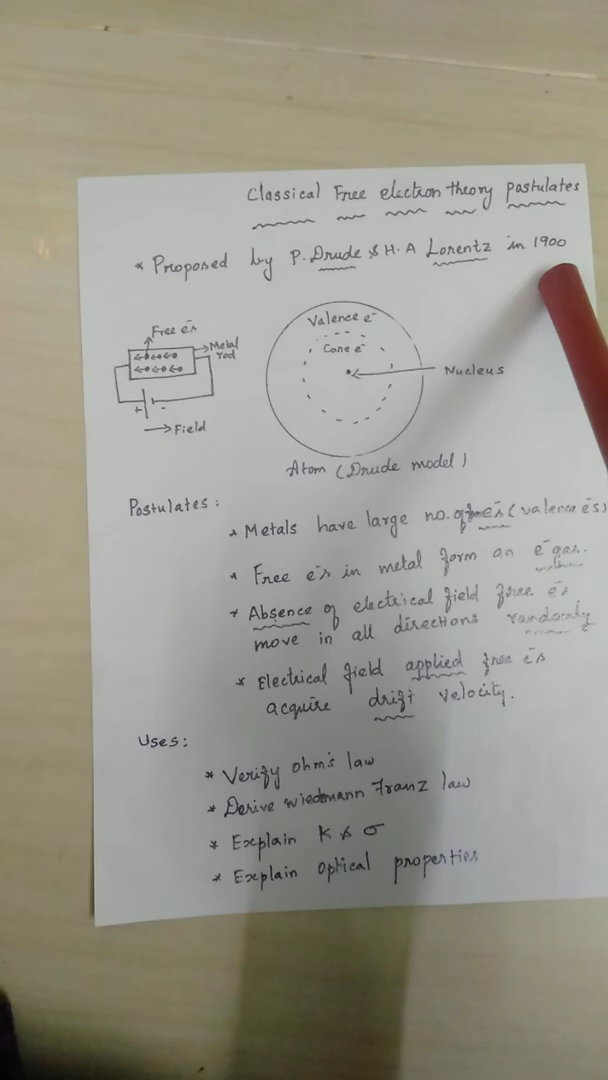 Classical Free electron theory postulates
* Proposed by P. Drude & H. A Lorentz in 1900
Free e⁻s
Metal rod
+ -
→ Field
Valence e⁻
Core e⁻
Nucleus
Atom (Drude model)
Postulates:
* Metals have large no. of e⁻s (valence e⁻s)
* Free e⁻s in metal form an e⁻ gas.
* Absence of electrical field free e⁻s
move in all directions randomly
* Electrical field applied free e⁻s
acquire drift velocity.
Uses:
* Verify ohm's law
* Derive wiedmann Franz law
* Explain K & σ
* Explain optical properties